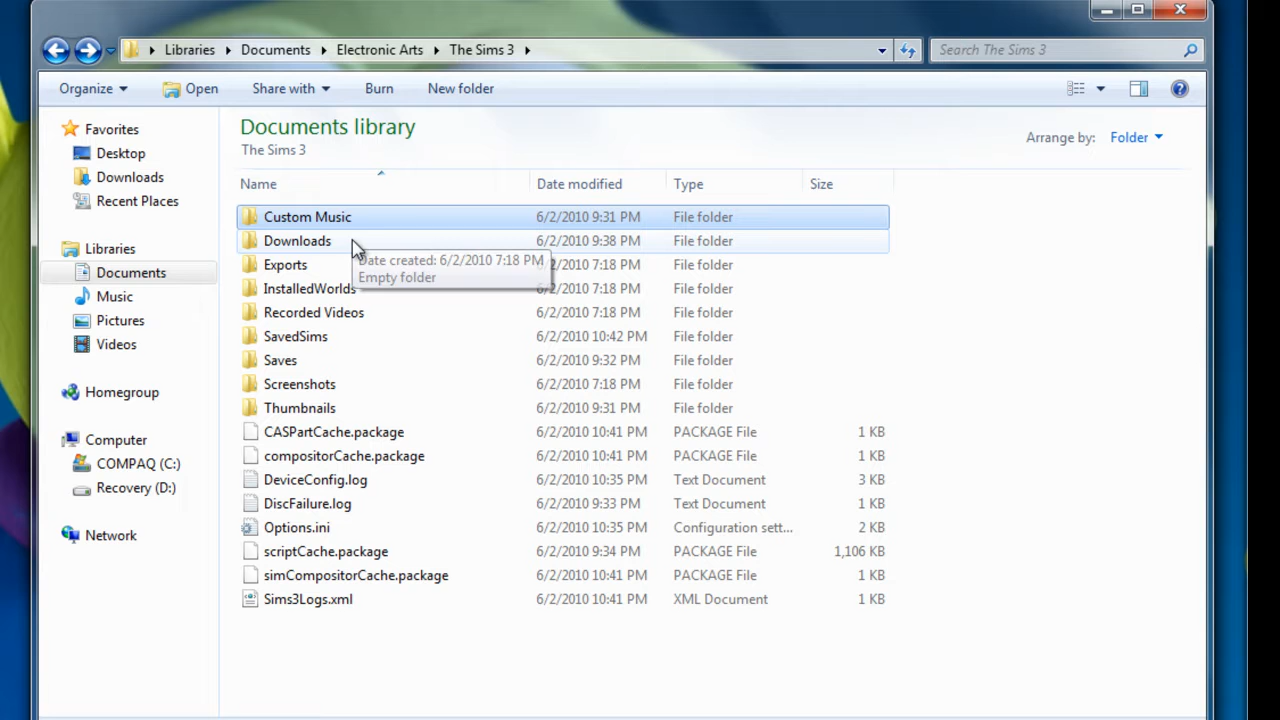 Libraries Documents Electronic Arts The Sims 3 Search The Sims 3
Organize Open Share with Burn New folder
Favorites
Desktop
Downloads
Recent Places
Libraries
Documents
Music
Pictures
Videos
Homegroup
Computer
COMPAQ (C:)
Recovery (D:)
Network
Documents library
The Sims 3
Arrange by: Folder
Name Date modified Type Size
Custom Music 6/2/2010 9:31 PM File folder
Downloads 6/2/2010 9:38 PM File folder
Date created: 6/2/2010 7:18 PM
Empty folder
Exports 6/2/2010 7:18 PM File folder
InstalledWorlds 6/2/2010 7:18 PM File folder
Recorded Videos 6/2/2010 7:18 PM File folder
SavedSims 6/2/2010 10:42 PM File folder
Saves 6/2/2010 9:32 PM File folder
Screenshots 6/2/2010 7:18 PM File folder
Thumbnails 6/2/2010 9:31 PM File folder
CASPartCache.package 6/2/2010 10:41 PM PACKAGE File 1 KB
compositorCache.package 6/2/2010 10:41 PM PACKAGE File 1 KB
DeviceConfig.log 6/2/2010 10:35 PM Text Document 3 KB
DiscFailure.log 6/2/2010 9:33 PM Text Document 1 KB
Options.ini 6/2/2010 10:35 PM Configuration sett... 2 KB
scriptCache.package 6/2/2010 9:34 PM PACKAGE File 1,106 KB
simCompositorCache.package 6/2/2010 10:41 PM PACKAGE File 1 KB
Sims3Logs.xml 6/2/2010 10:41 PM XML Document 1 KB